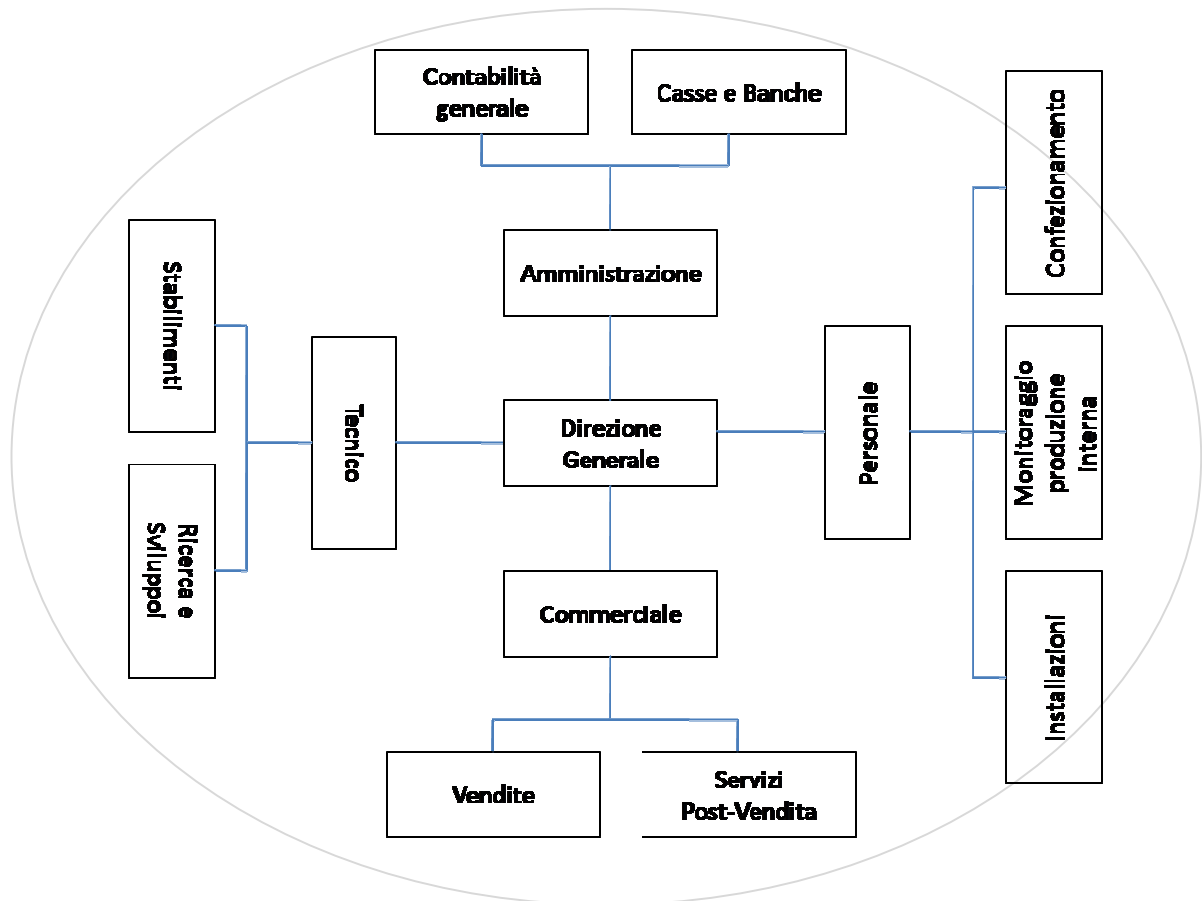 Contabilità
generale
Casse e Banche
Confezionamento
Amministrazione
Stabilimenti
Tecnico
Direzione
Generale
Personale
Monitoraggio
produzione
interna
Ricerca e
Sviluppoi
Commerciale
Installazioni
Vendite
Servizi
Post-Vendita